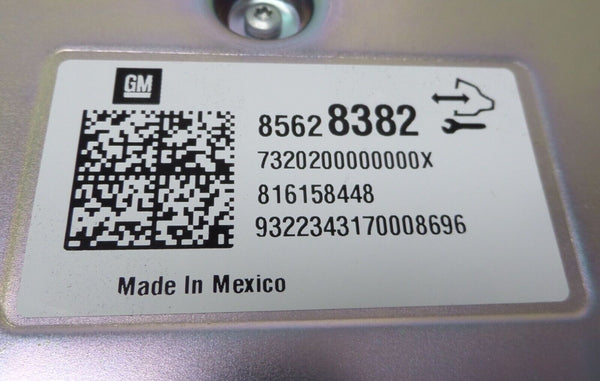 GM
8562 8382
7320200000000X
816158448
9322343170008696
Made In Mexico